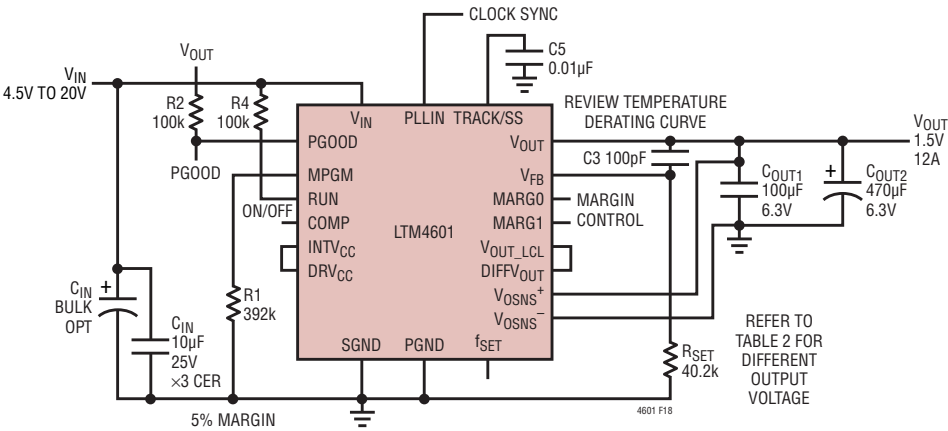 CLOCK SYNC
C5
0.01µF
VOUT
VIN
4.5V TO 20V
R2
100k
R4
100k
PGOOD
ON/OFF
REVIEW TEMPERATURE
DERATING CURVE
VIN
PLLIN
TRACK/SS
PGOOD
MPGM
RUN
COMP
INTVCC
DRVCC
LTM4601
VOUT
VFB
MARG0
MARG1
VOUT_LCL
DIFFVOUT
VOSNS+
VOSNS–
SGND
PGND
fSET
C3 100pF
MARGIN
CONTROL
VOUT
1.5V
12A
COUT1
100µF
6.3V
+
COUT2
470µF
6.3V
CIN
BULK
OPT
+
CIN
10µF
25V
×3 CER
R1
392k
5% MARGIN
RSET
40.2k
REFER TO
TABLE 2 FOR
DIFFERENT
OUTPUT
VOLTAGE
4601 F18